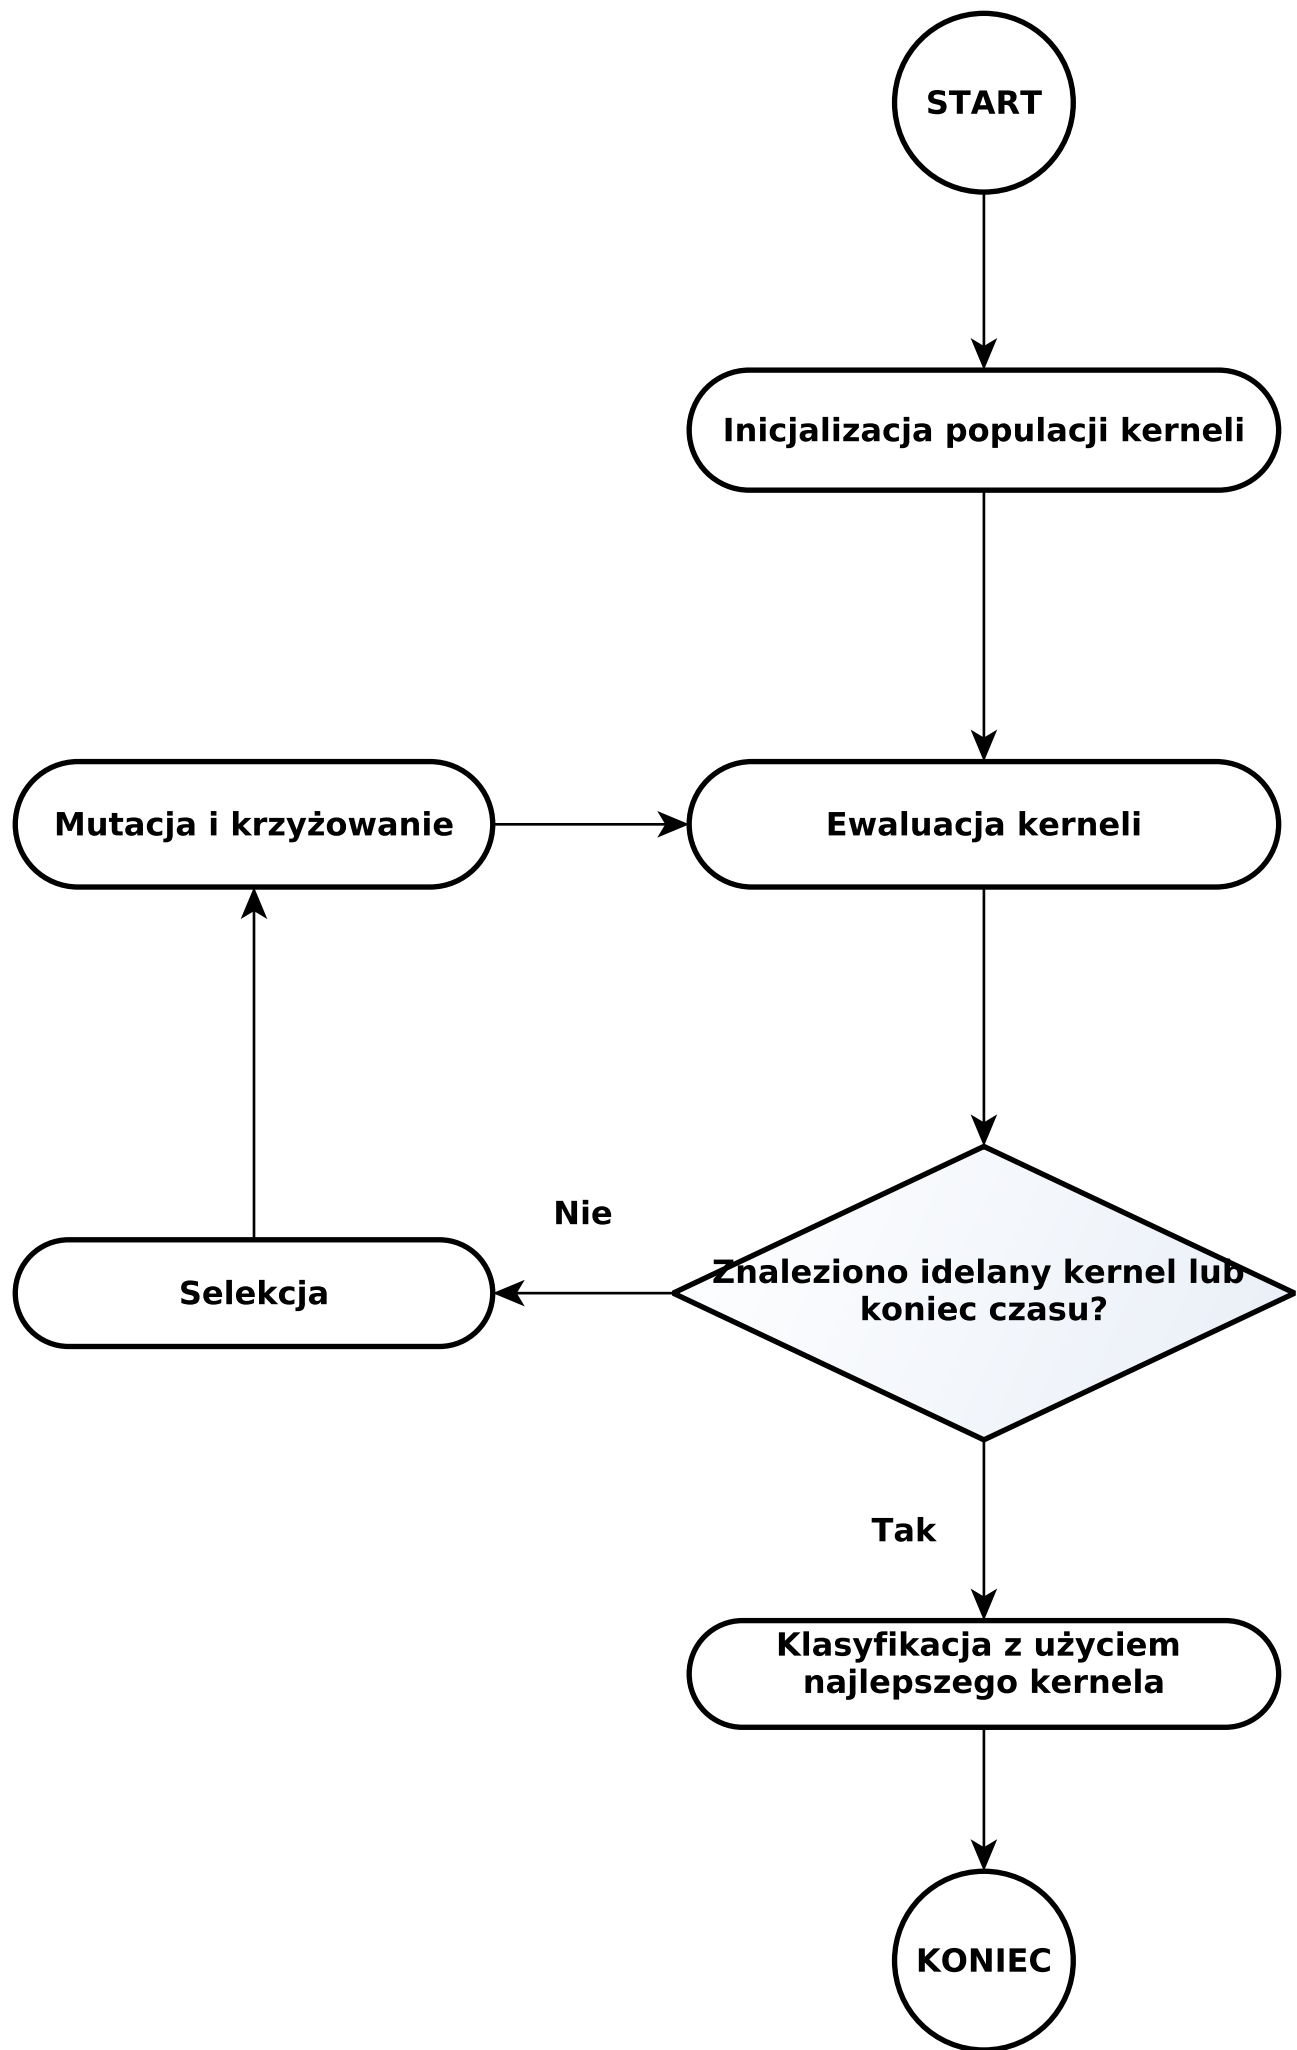 START
Inicjalizacja populacji kerneli
Mutacja i krzyżowanie
Ewaluacja kerneli
Nie
Selekcja
Znaleziono idelany kernel lub
koniec czasu?
Tak
Klasyfikacja z użyciem
najlepszego kernela
KONIEC